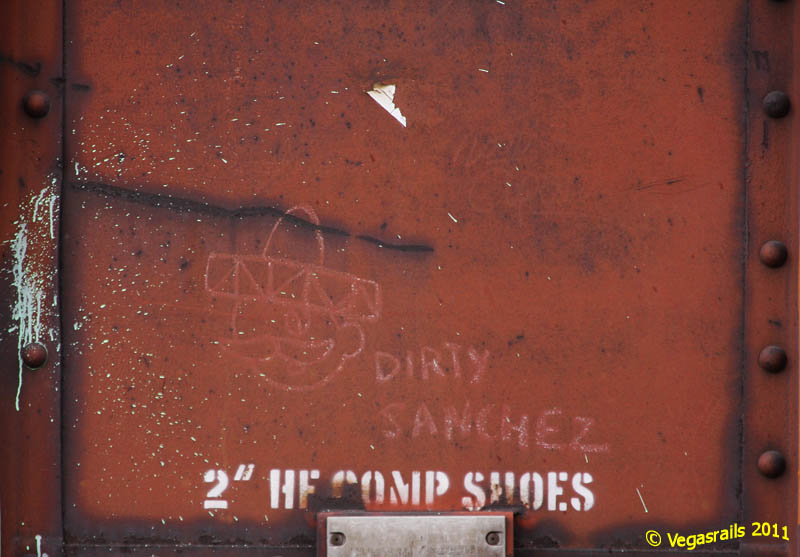 DIRTY
SANCHEZ
2" HF COMP SHOES
© Vegasrails 2011